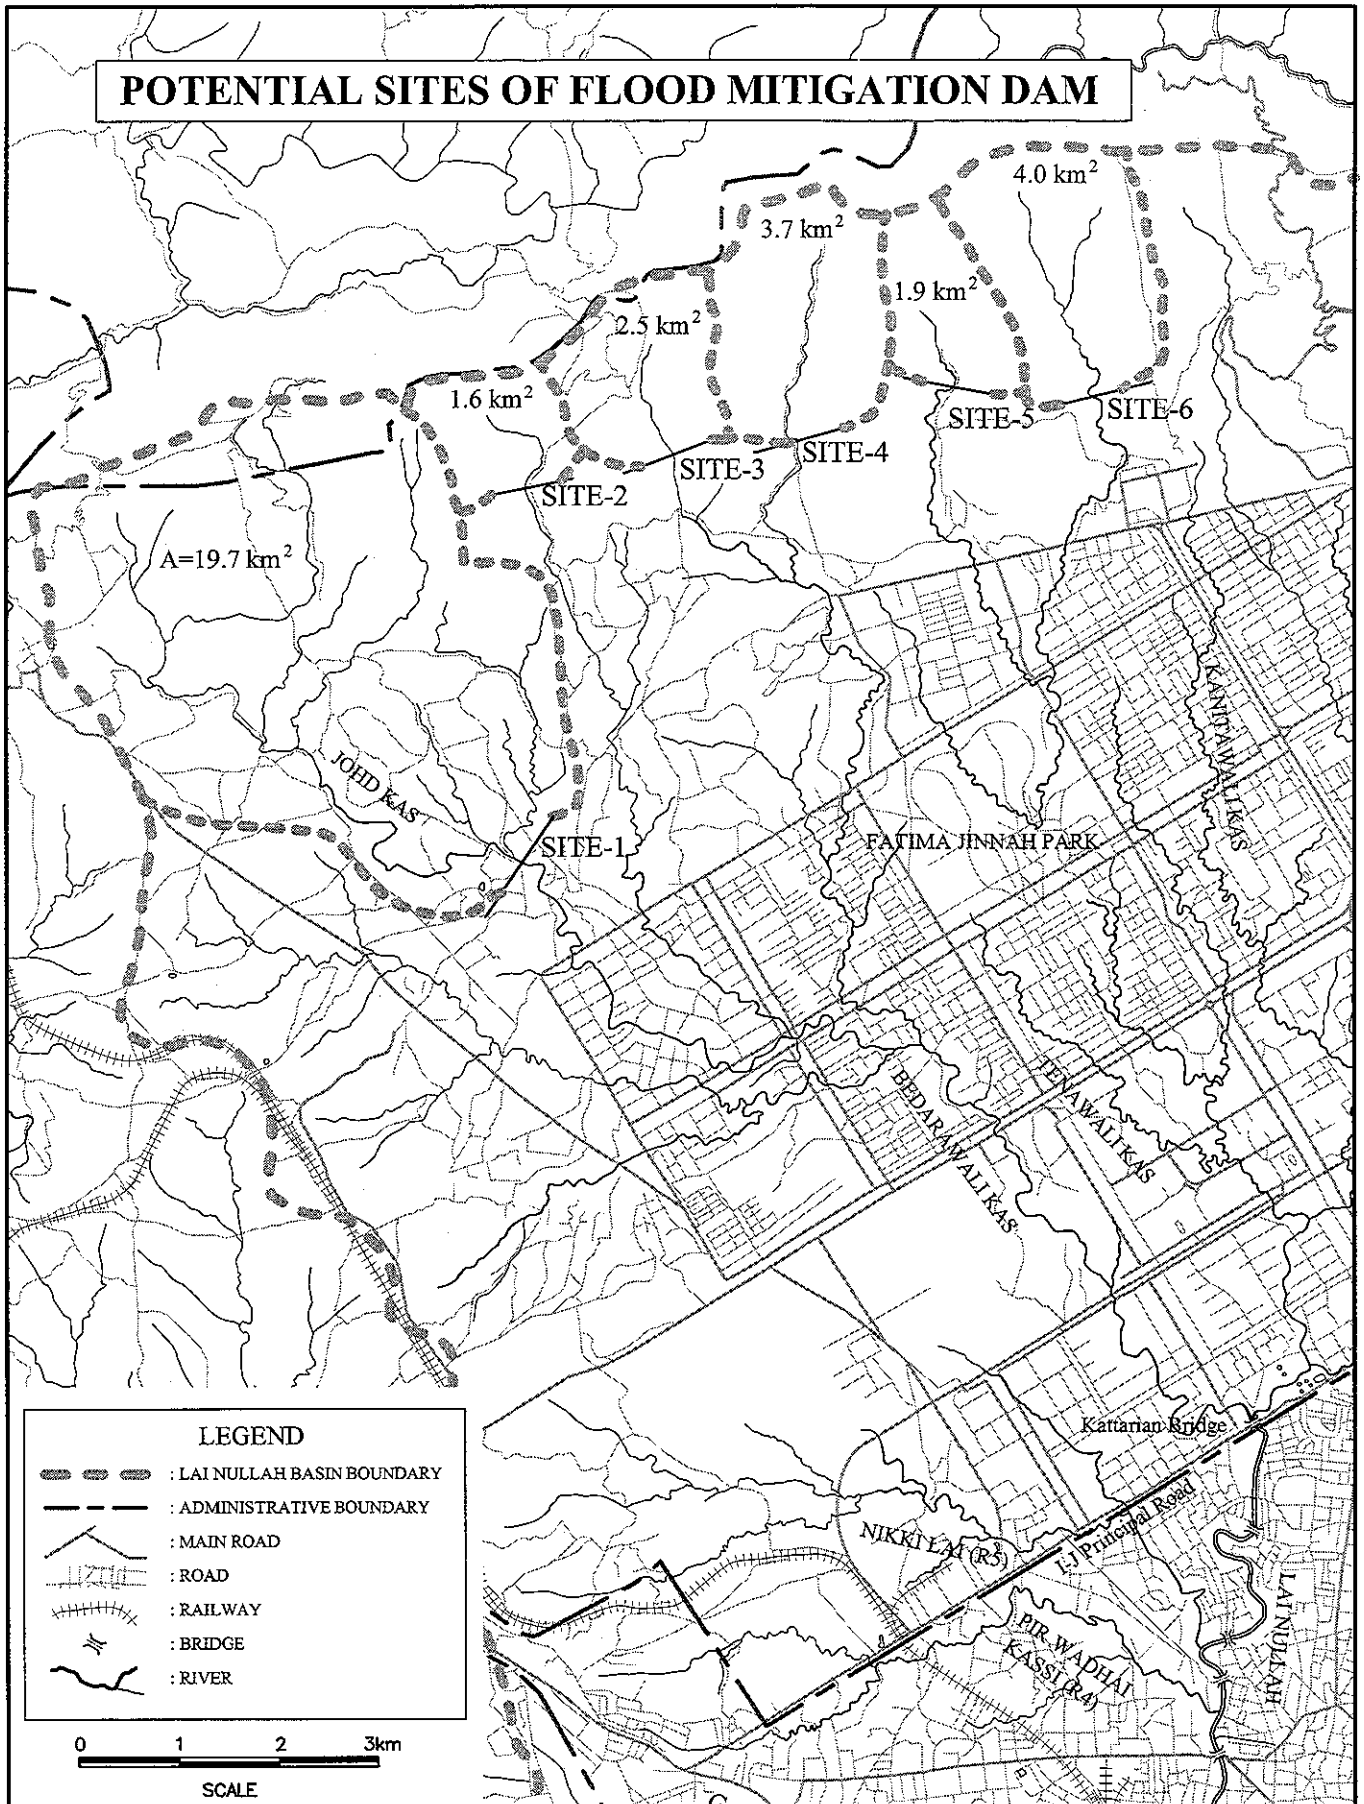 POTENTIAL SITES OF FLOOD MITIGATION DAM
4.0 km²
3.7 km²
1.9 km²
2.5 km²
1.6 km²
SITE-6
SITE-5
SITE-4
SITE-3
SITE-2
A=19.7 km²
KANITAWALI KAS
JOHD KAS
SITE-1
FATIMA JINNAH PARK
BEDARAWALI KAS
TENAWALI KAS
Kattarian Bridge
I-J Principal Road
NIKKI LAI (R5)
PIR WADHAI
KASSI (R4)
LAI NULLAH
LEGEND
: LAI NULLAH BASIN BOUNDARY
: ADMINISTRATIVE BOUNDARY
: MAIN ROAD
: ROAD
: RAILWAY
: BRIDGE
: RIVER
0 1 2 3km
SCALE